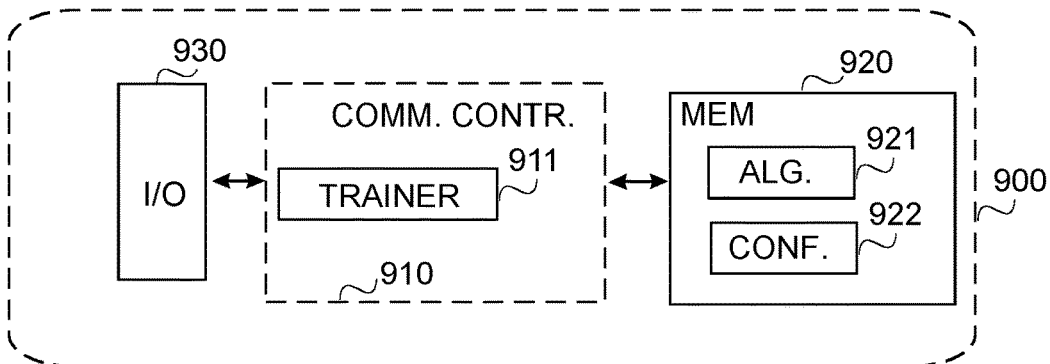 930
920
COMM. CONTR.
MEM
911
921
900
I/O
TRAINER
ALG.
922
CONF.
910